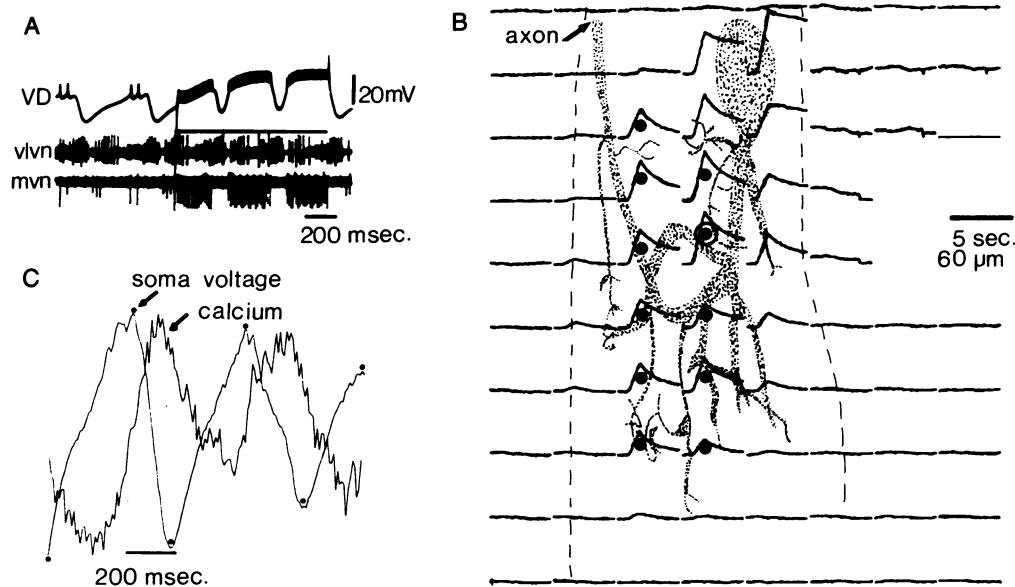 A
VD
20mV
vlvn
mvn
200 msec.
B
axon
5 sec.
60 µm
C
soma voltage
calcium
200 msec.